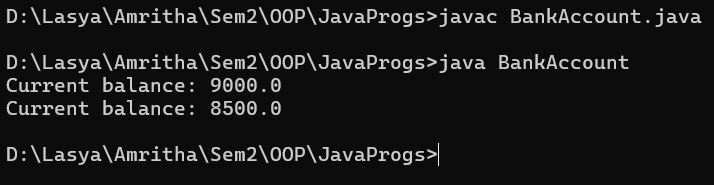 D:\Lasya\Amritha\Sem2\OOP\JavaProgs>javac BankAccount.java
D:\Lasya\Amritha\Sem2\OOP\JavaProgs>java BankAccount
Current balance: 9000.0
Current balance: 8500.0
D:\Lasya\Amritha\Sem2\OOP\JavaProgs>